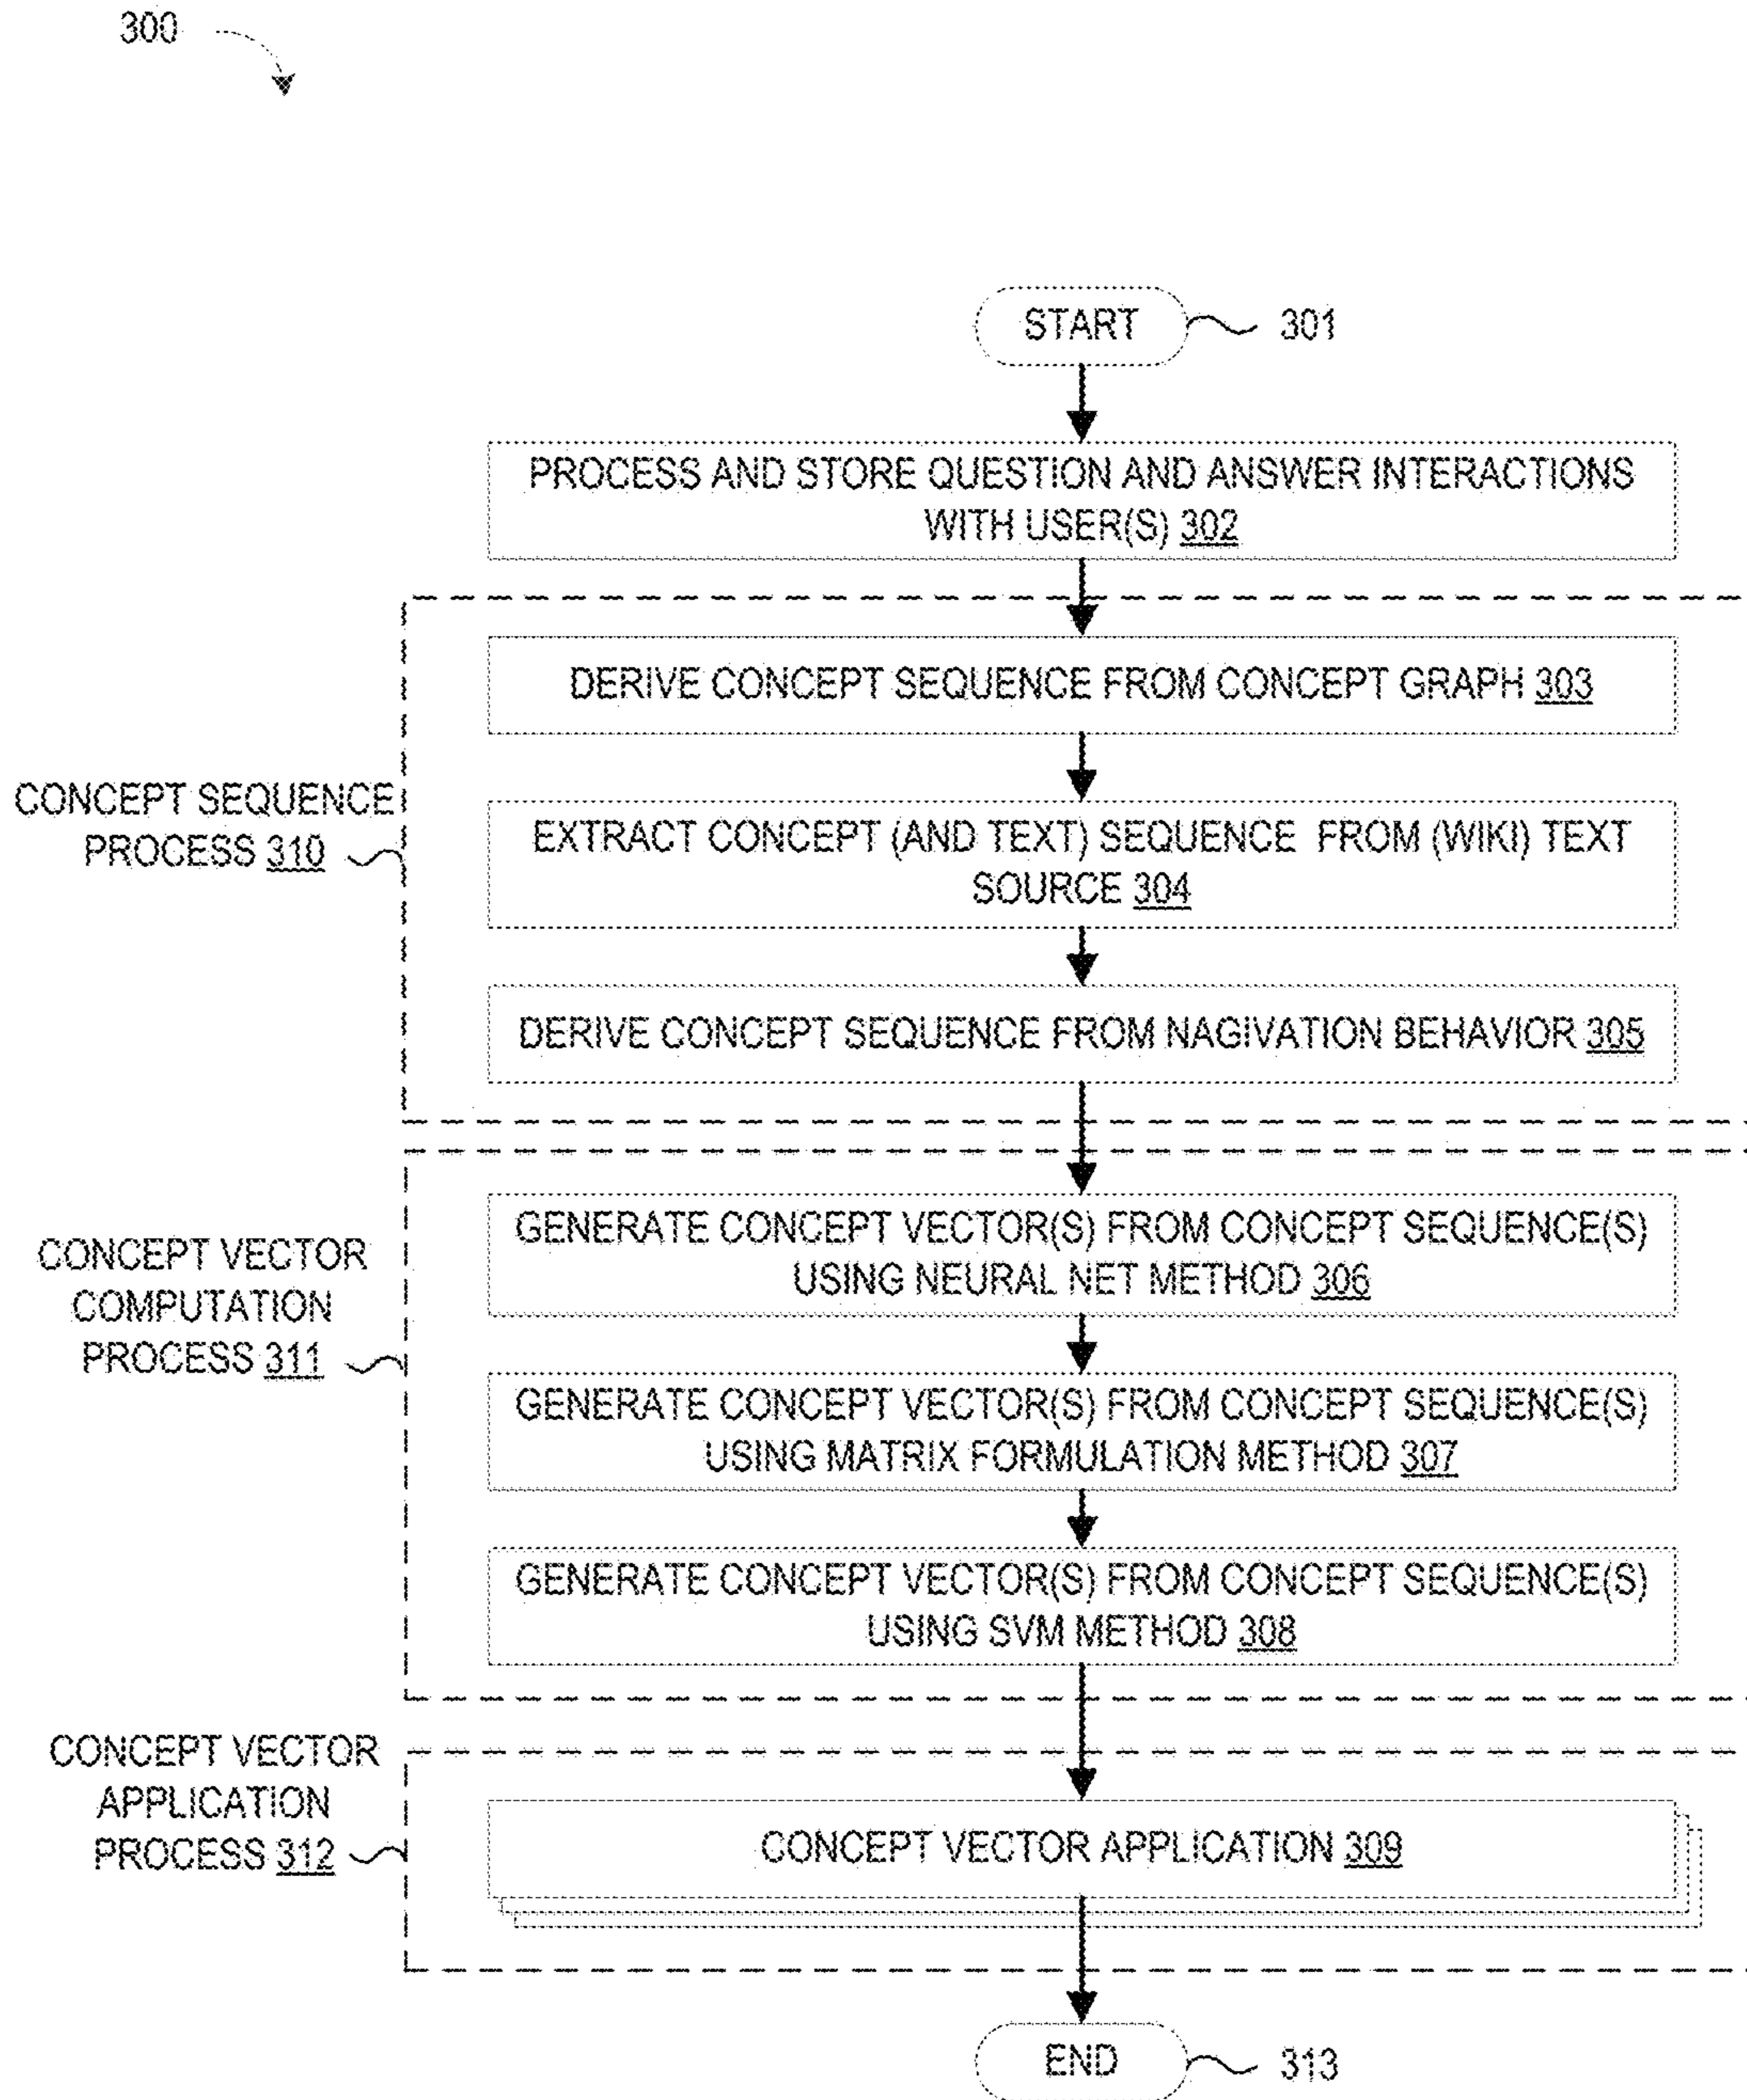 300
START
301
PROCESS AND STORE QUESTION AND ANSWER INTERACTIONS
WITH USER(S) 302
DERIVE CONCEPT SEQUENCE FROM CONCEPT GRAPH 303
CONCEPT SEQUENCE
PROCESS 310
EXTRACT CONCEPT (AND TEXT) SEQUENCE FROM (WIKI) TEXT
SOURCE 304
DERIVE CONCEPT SEQUENCE FROM NAGIVATION BEHAVIOR 305
CONCEPT VECTOR
COMPUTATION
PROCESS 311
GENERATE CONCEPT VECTOR(S) FROM CONCEPT SEQUENCE(S)
USING NEURAL NET METHOD 306
GENERATE CONCEPT VECTOR(S) FROM CONCEPT SEQUENCE(S)
USING MATRIX FORMULATION METHOD 307
GENERATE CONCEPT VECTOR(S) FROM CONCEPT SEQUENCE(S)
USING SVM METHOD 308
CONCEPT VECTOR
APPLICATION
PROCESS 312
CONCEPT VECTOR APPLICATION 309
END
313